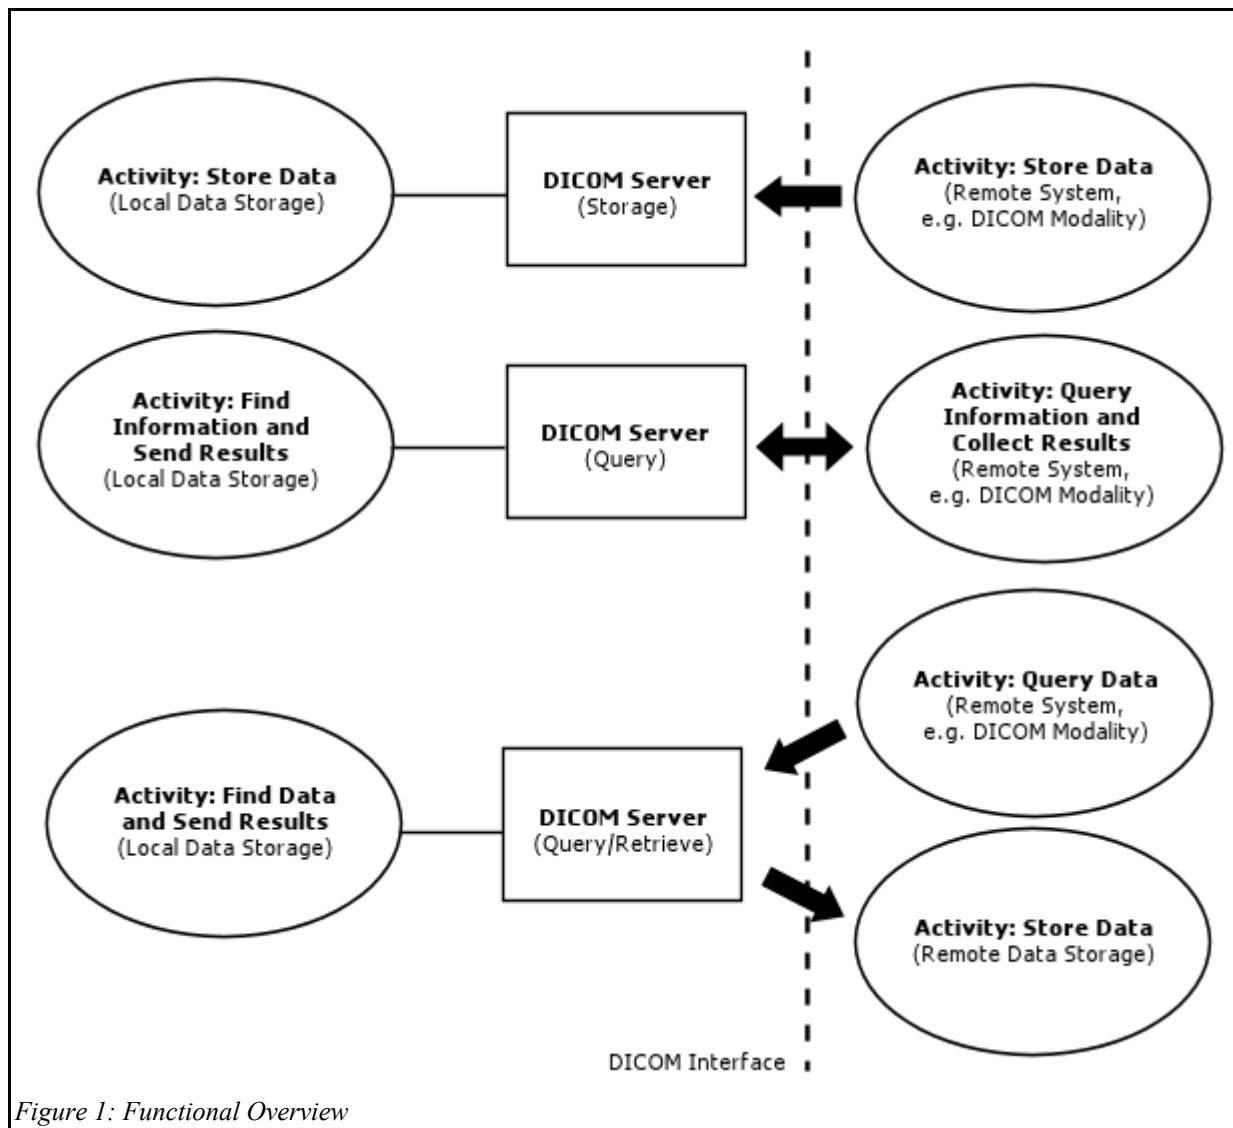 Activity: Store Data
(Local Data Storage)
DICOM Server
(Storage)
Activity: Store Data
(Remote System,
e.g. DICOM Modality)
Activity: Find
Information and
Send Results
(Local Data Storage)
DICOM Server
(Query)
Activity: Query
Information and
Collect Results
(Remote System,
e.g. DICOM Modality)
Activity: Query Data
(Remote System,
e.g. DICOM Modality)
Activity: Find Data
and Send Results
(Local Data Storage)
DICOM Server
(Query/Retrieve)
Activity: Store Data
(Remote Data Storage)
DICOM Interface
Figure 1: Functional Overview